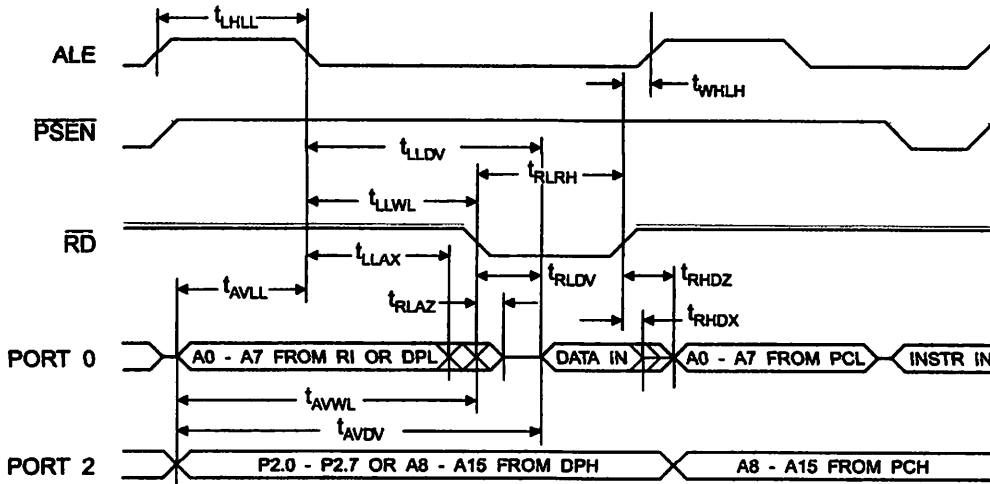 tLHLL
ALE
tWHLH
PSEN
tLLDV
tRLRH
tLLWL
RD
tLLAX
tRLDV
tRHDZ
tAVLL
tRLAZ
tRHDX
PORT 0
A0 - A7 FROM RI OR DPL
DATA IN
A0 - A7 FROM PCL
INSTR IN
tAVWL
tAVDV
PORT 2
P2.0 - P2.7 OR A8 - A15 FROM DPH
A8 - A15 FROM PCH